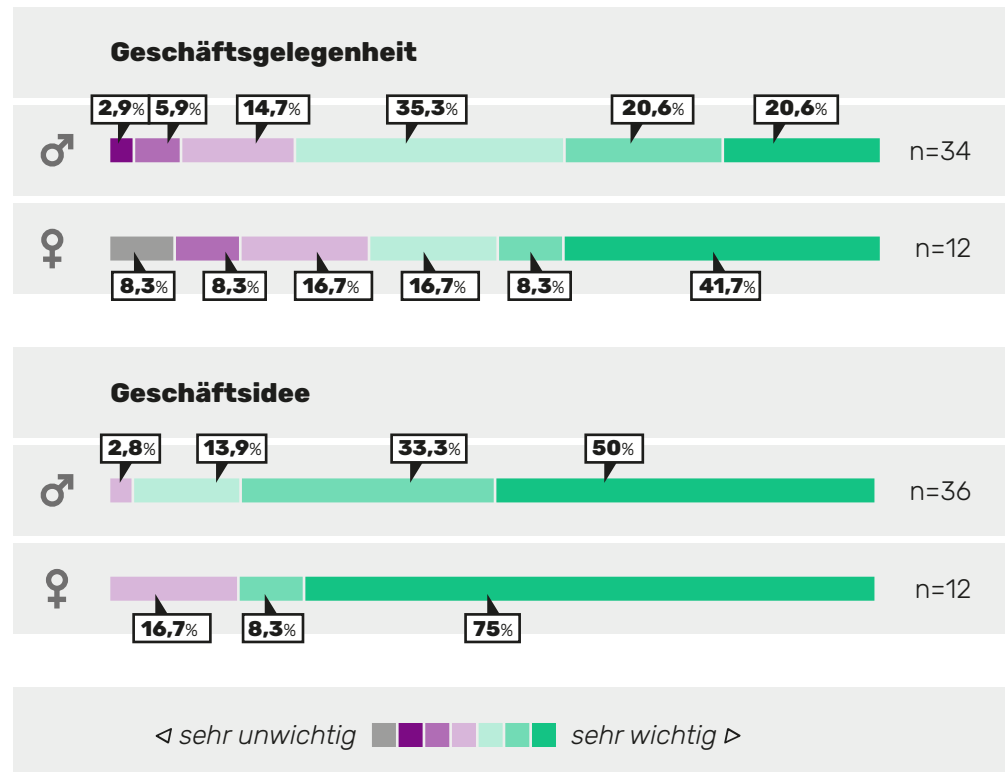 Geschäftsgelegenheit
2,9% 5,9% 14,7% 35,3% 20,6% 20,6%
♂ n=34
♀ n=12
8,3% 8,3% 16,7% 16,7% 8,3% 41,7%
Geschäftsidee
2,8% 13,9% 33,3% 50%
♂ n=36
♀ n=12
16,7% 8,3% 75%
◁ sehr unwichtig sehr wichtig ▷